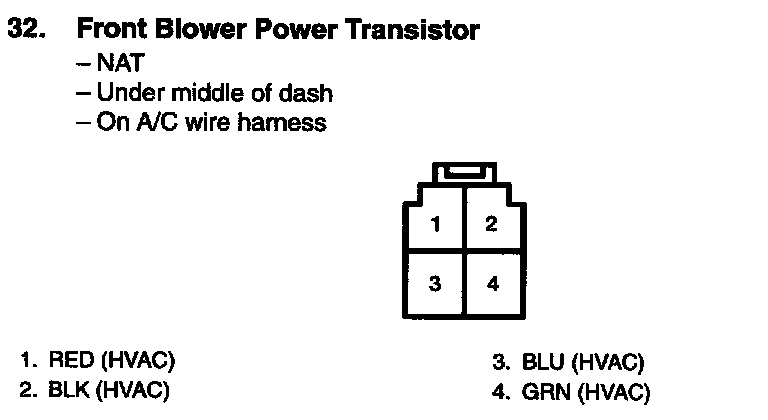 32. Front Blower Power Transistor
– NAT
– Under middle of dash
– On A/C wire harness
1 2
3 4
1. RED (HVAC) 3. BLU (HVAC)
2. BLK (HVAC) 4. GRN (HVAC)